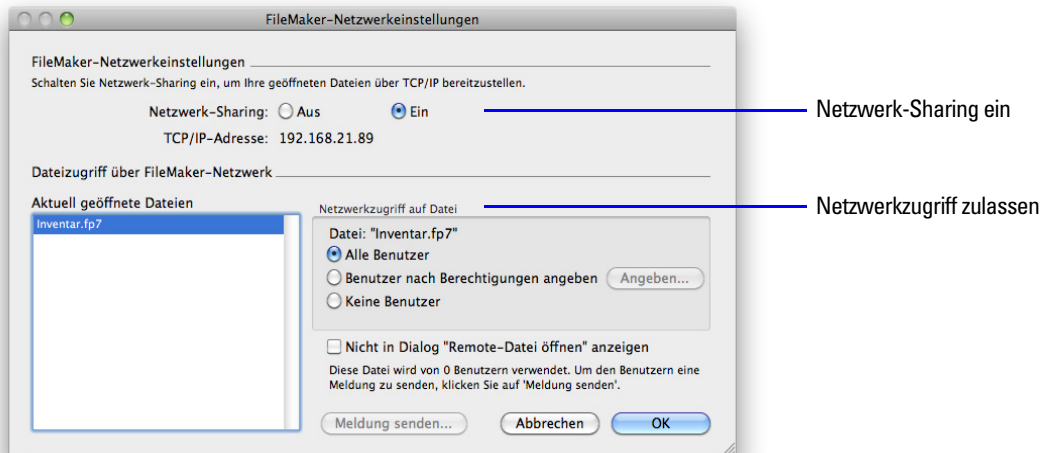 FileMaker-Netzwerkeinstellungen
FileMaker-Netzwerkeinstellungen
Schalten Sie Netzwerk-Sharing ein, um Ihre geöffneten Dateien über TCP/IP bereitzustellen.
Netzwerk-Sharing: Aus Ein
Netzwerk-Sharing ein
TCP/IP-Adresse: 192.168.21.89
Dateizugriff über FileMaker-Netzwerk
Aktuell geöffnete Dateien
Inventar.fp7
Netzwerkzugriff auf Datei
Netzwerkzugriff zulassen
Datei: "Inventar.fp7"
Alle Benutzer
Benutzer nach Berechtigungen angeben Angeben...
Keine Benutzer
Nicht in Dialog "Remote-Datei öffnen" anzeigen
Diese Datei wird von 0 Benutzern verwendet. Um den Benutzern eine
Meldung zu senden, klicken Sie auf 'Meldung senden'.
Meldung senden... Abbrechen OK